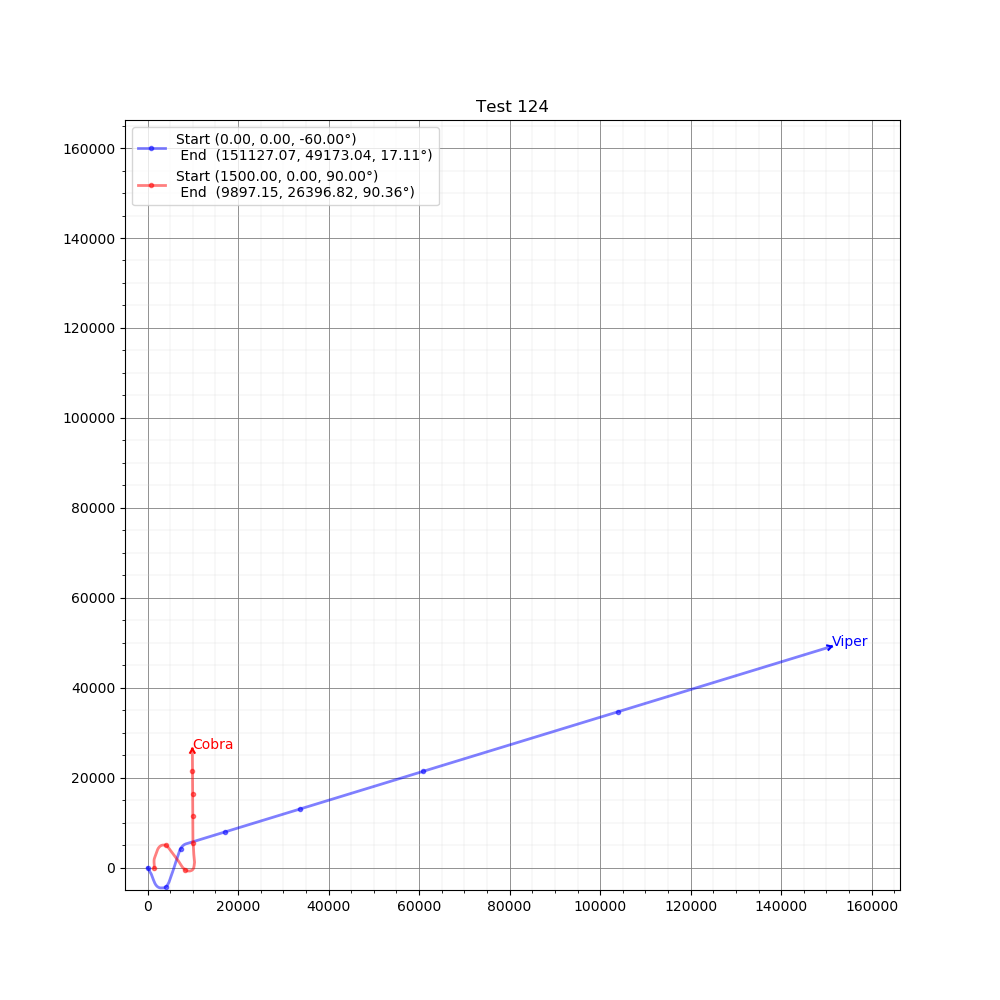 Test 124
Start (0.00, 0.00, -60.00°)
End  (151127.07, 49173.04, 17.11°)
Start (1500.00, 0.00, 90.00°)
End  (9897.15, 26396.82, 90.36°)
160000
140000
120000
100000
80000
60000
40000
20000
0
Viper
Cobra
0 20000 40000 60000 80000 100000 120000 140000 160000